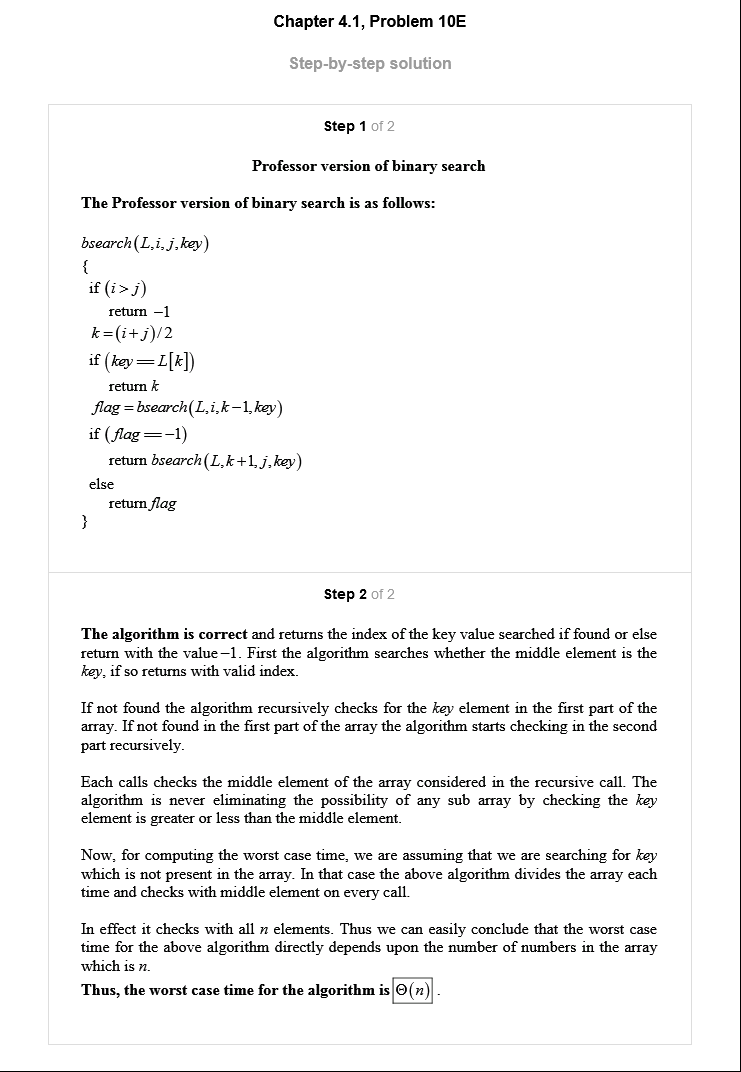 Chapter 4.1, Problem 10E
Step-by-step solution
Step 1 of 2
Professor version of binary search
The Professor version of binary search is as follows:
bsearch(L,i,j,key)
{
if (i>j)
return −1
k=(i+j)/2
if (key==L[k])
return k
flag=bsearch(L,i,k−1,key)
if (flag==−1)
return bsearch(L,k+1,j,key)
else
return flag
}
Step 2 of 2
The algorithm is correct and returns the index of the key value searched if found or else
return with the value −1. First the algorithm searches whether the middle element is the
key, if so returns with valid index.
If not found the algorithm recursively checks for the key element in the first part of the
array. If not found in the first part of the array the algorithm starts checking in the second
part recursively.
Each calls checks the middle element of the array considered in the recursive call. The
algorithm is never eliminating the possibility of any sub array by checking the key
element is greater or less than the middle element.
Now, for computing the worst case time, we are assuming that we are searching for key
which is not present in the array. In that case the above algorithm divides the array each
time and checks with middle element on every call.
In effect it checks with all n elements. Thus we can easily conclude that the worst case
time for the above algorithm directly depends upon the number of numbers in the array
which is n.
Thus, the worst case time for the algorithm is Θ(n).